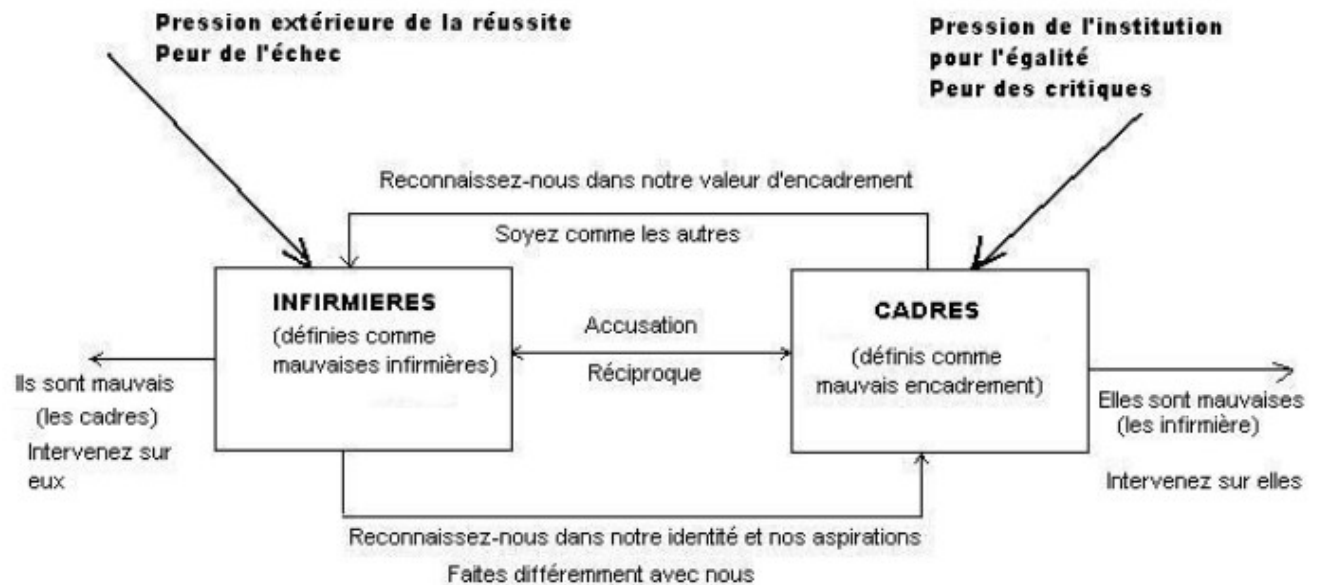 Pression extérieure de la réussite
Peur de l'échec
Pression de l'institution
pour l'égalité
Peur des critiques
Reconnaissez-nous dans notre valeur d'encadrement
Soyez comme les autres
INFIRMIERES
(définies comme
mauvaises infirmières)
Accusation
Réciproque
CADRES
(définis comme
mauvais encadrement)
Ils sont mauvais
(les cadres)
Intervenez sur
eux
Elles sont mauvaises
(les infirmière)
Intervenez sur elles
Reconnaissez-nous dans notre identité et nos aspirations
Faites différemment avec nous